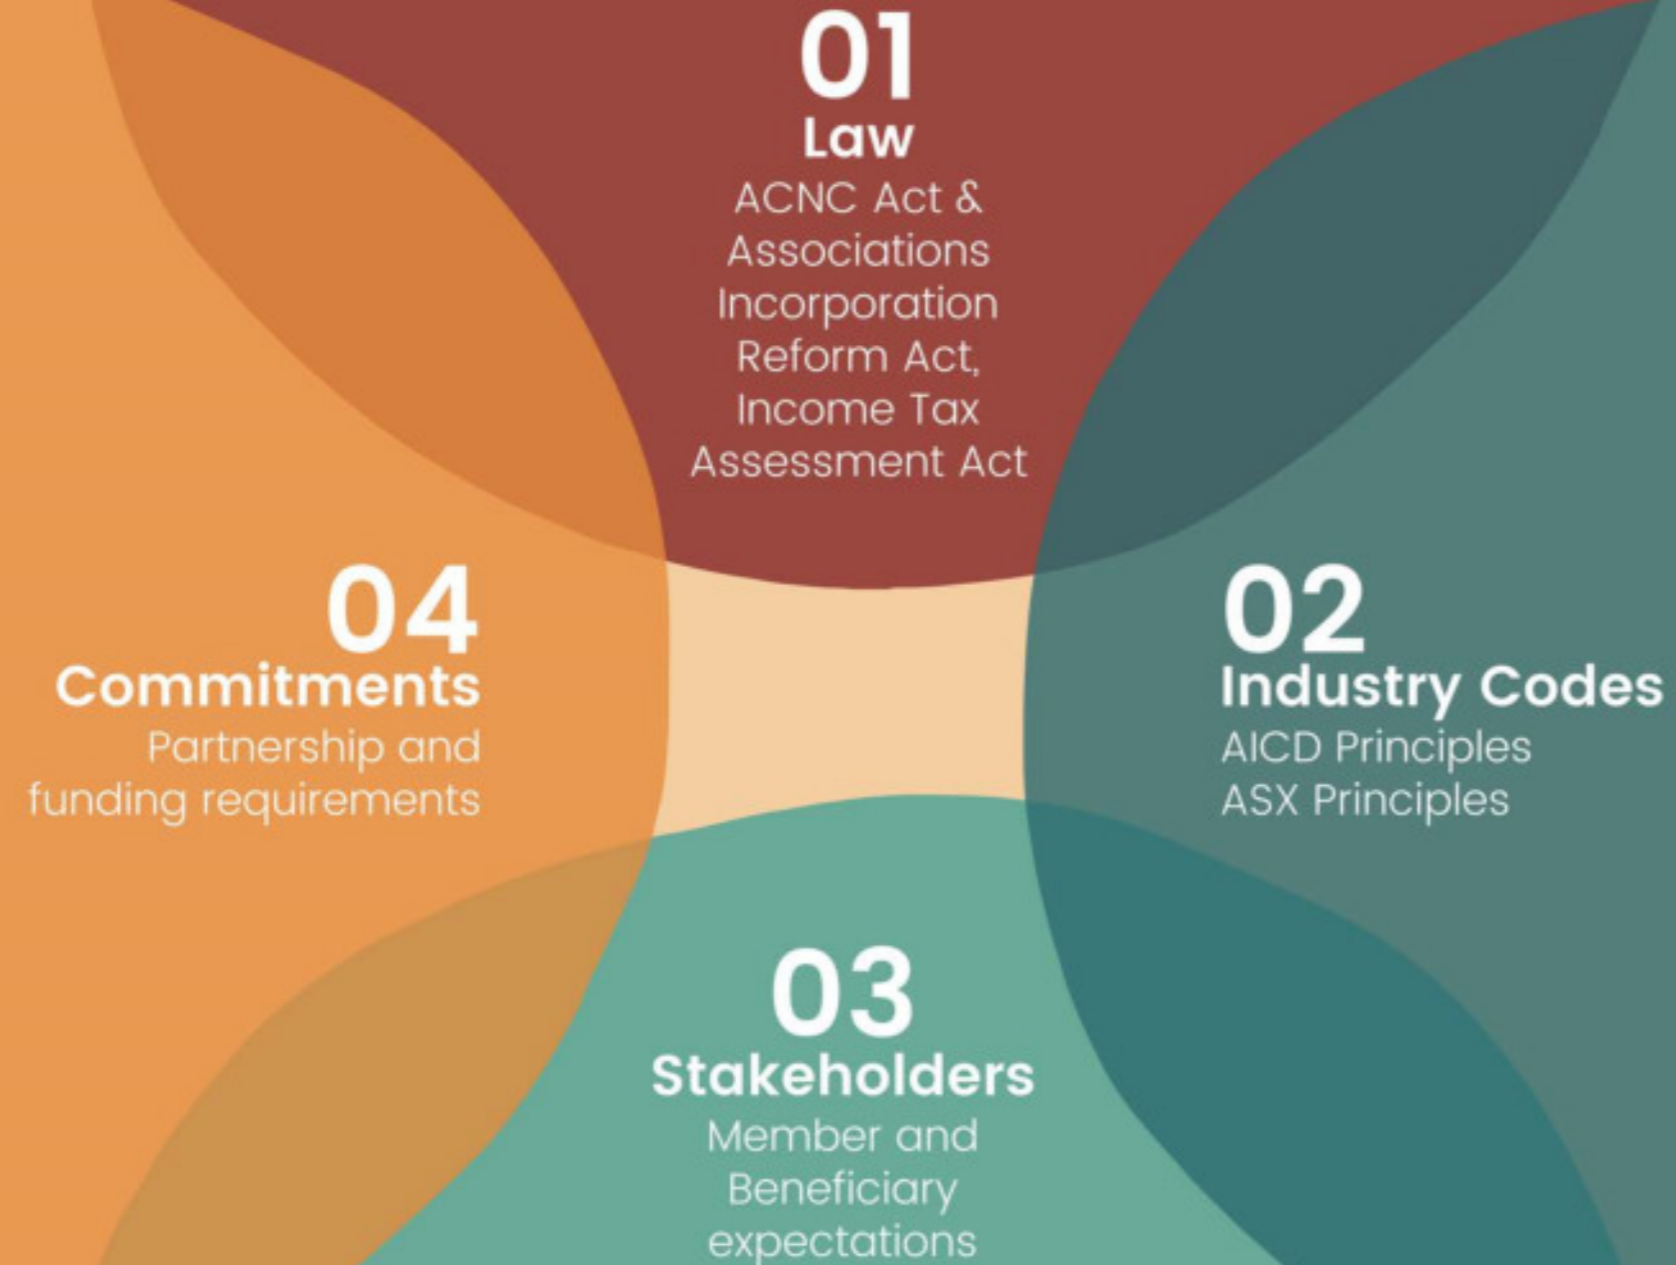 01
Law
ACNC Act &
Associations
Incorporation
Reform Act,
Income Tax
Assessment Act
02
Industry Codes
AICD Principles
ASX Principles
03
Stakeholders
Member and
Beneficiary
expectations
04
Commitments
Partnership and
funding requirements